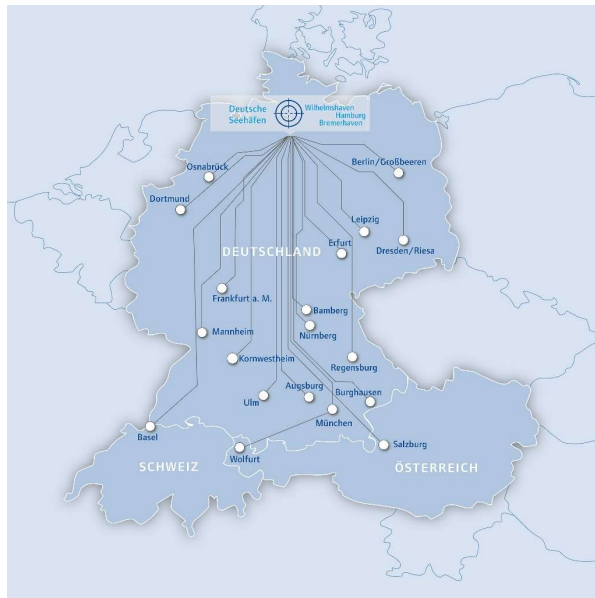 Deutsche
Seehäfen
Wilhelmshaven
Hamburg
Bremerhaven
Osnabrück
Berlin/Großbeeren
Dortmund
Leipzig
Erfurt
Dresden/Riesa
DEUTSCHLAND
Frankfurt a. M.
Bamberg
Mannheim
Nürnberg
Kornwestheim
Regensburg
Augsburg
Burghausen
Ulm
München
Basel
Salzburg
Wolfurt
SCHWEIZ
ÖSTERREICH